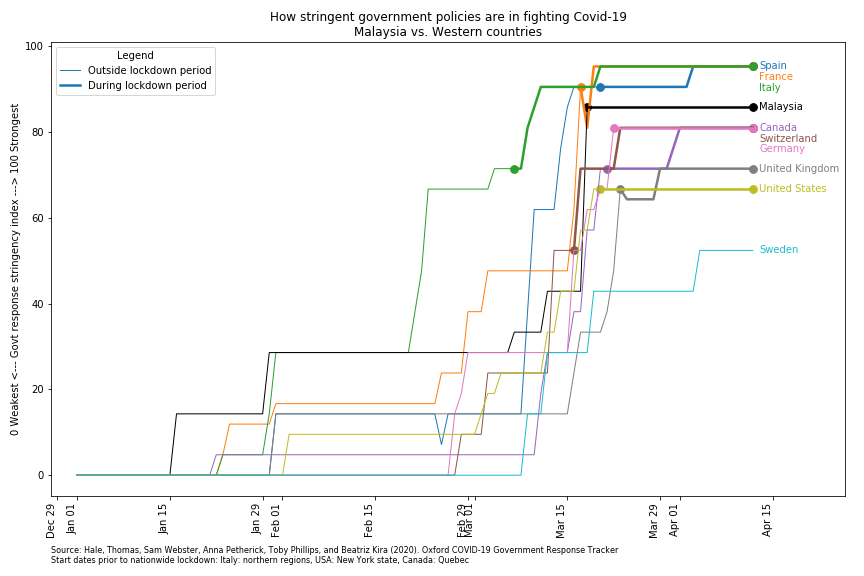 How stringent government policies are in fighting Covid-19
Malaysia vs. Western countries
0 Weakest <--- Govt response stringency index ---> 100 Strongest
100
80
60
40
20
0
Legend
Outside lockdown period
During lockdown period
Spain
France
Italy
Malaysia
Canada
Switzerland
Germany
United Kingdom
United States
Sweden
Dec 29
Jan 01
Jan 15
Jan 29
Feb 01
Feb 15
Feb 29
Mar 01
Mar 15
Mar 29
Apr 01
Apr 15
Source: Hale, Thomas, Sam Webster, Anna Petherick, Toby Phillips, and Beatriz Kira (2020). Oxford COVID-19 Government Response Tracker
Start dates prior to nationwide lockdown: Italy: northern regions, USA: New York state, Canada: Quebec